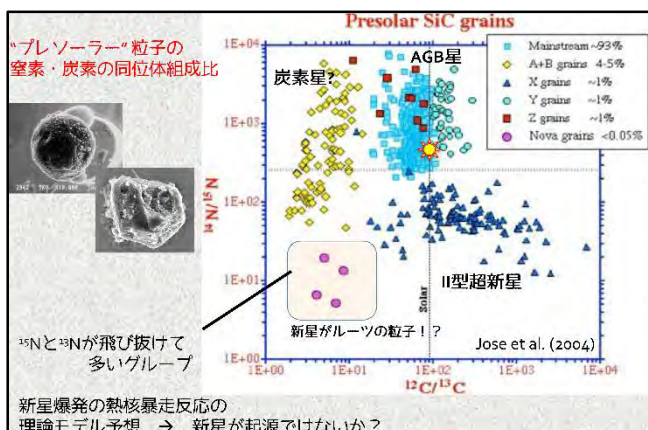 "プレソーラー"粒子の
窒素・炭素の同位体組成比
Presolar SiC grains
Mainstream ~93%
A+B grains 4-5%
X grains ~1%
Y grains ~1%
Z grains ~1%
Nova grains <0.05%
炭素星?
AGB星
II型超新星
新星がルーツの粒子!?
Solar
Jose et al. (2004)
¹⁴N/¹⁵N
1E+04
1E+03
1E+02
1E+01
1E+00
1E+00
1E+01
1E+02
1E+03
1E+04
¹²C/¹³C
¹⁵Nと¹³Nが飛び抜けて
多いグループ
新星爆発の熱核暴走反応の
理論モデル予想 → 新星が起源ではないか?